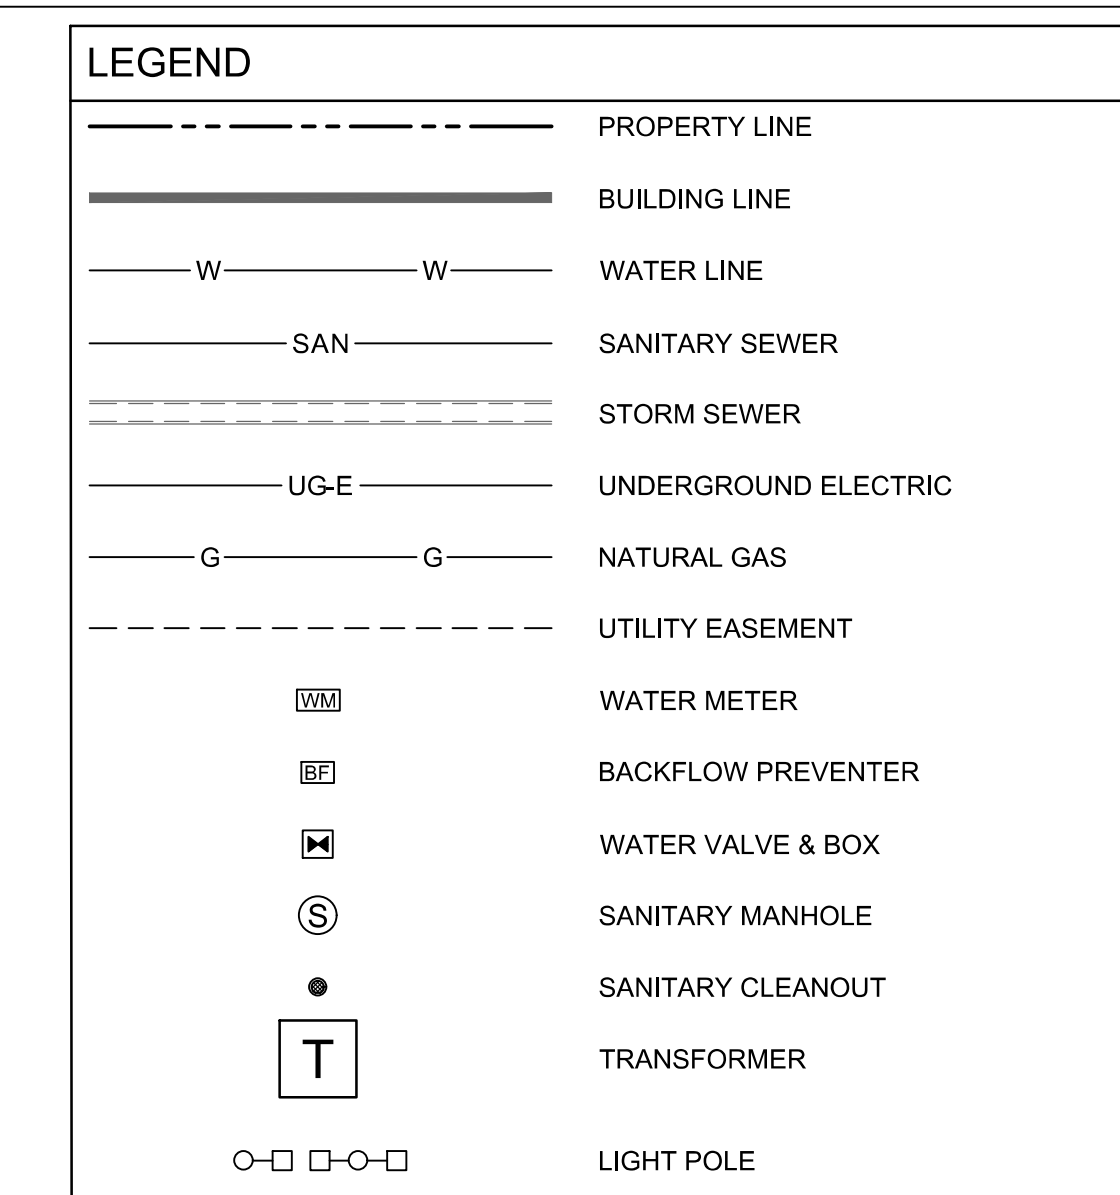 LEGEND
PROPERTY LINE
BUILDING LINE
W W WATER LINE
SAN SANITARY SEWER
STORM SEWER
UG-E UNDERGROUND ELECTRIC
G G NATURAL GAS
UTILITY EASEMENT
WM WATER METER
BF BACKFLOW PREVENTER
WATER VALVE & BOX
S SANITARY MANHOLE
SANITARY CLEANOUT
T TRANSFORMER
LIGHT POLE